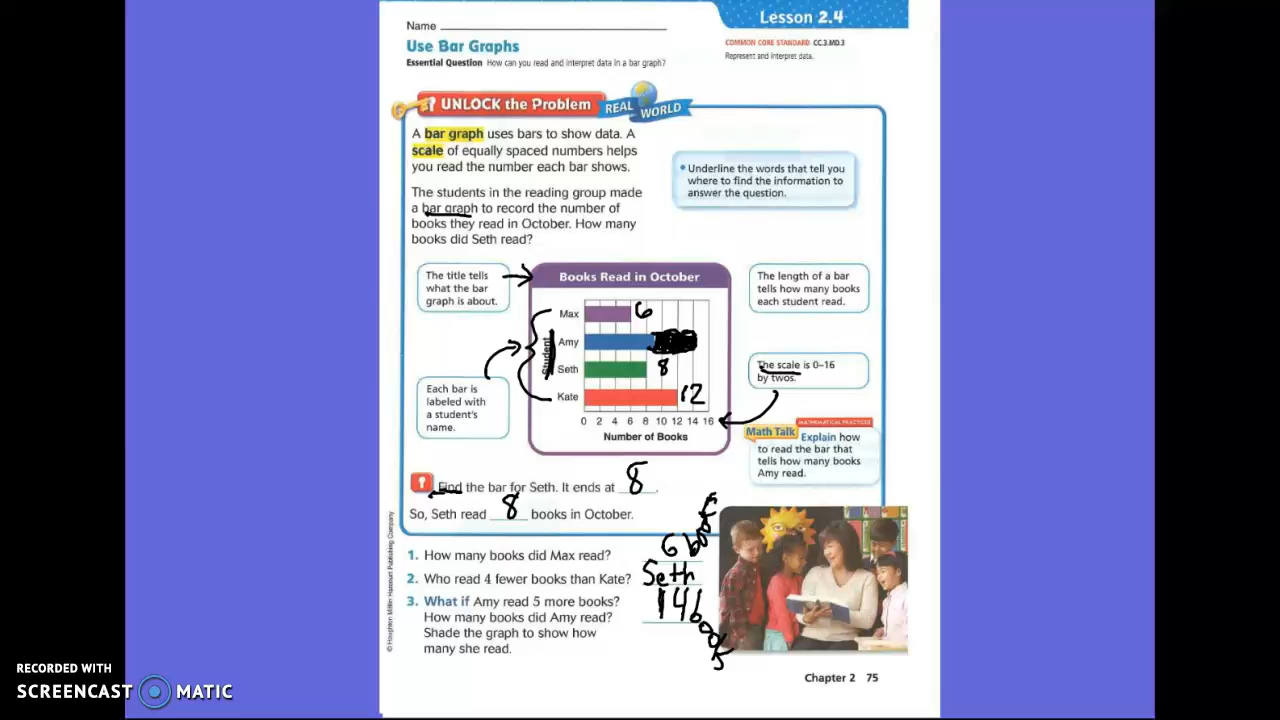 Lesson 2.4
Name
Use Bar Graphs
COMMON CORE STANDARD CC.3.MD.3
Essential Question How can you read and interpret data in a bar graph?
Represent and interpret data.
UNLOCK the Problem REAL WORLD
A bar graph uses bars to show data. A
scale of equally spaced numbers helps
you read the number each bar shows.
The students in the reading group made
a bar graph to record the number of
books they read in October. How many
books did Seth read?
• Underline the words that tell you
where to find the information to
answer the question.
The title tells
what the bar
graph is about.
Each bar is
labeled with
a student's
name.
Books Read in October
Student
Max 6
Amy
Seth 8
Kate 12
0 2 4 6 8 10 12 14 16
Number of Books
The length of a bar
tells how many books
each student read.
The scale is 0–16
by twos.
Math Talk MATHEMATICAL PRACTICES
Explain how
to read the bar that
tells how many books
Amy read.
Find the bar for Seth. It ends at 8.
So, Seth read 8 books in October.
1. How many books did Max read? 6 books
2. Who read 4 fewer books than Kate? Seth
3. What if Amy read 5 more books? 14 books
How many books did Amy read?
Shade the graph to show how
many she read.
© Houghton Mifflin Harcourt Publishing Company
Chapter 2 75
RECORDED WITH
SCREENCAST MATIC